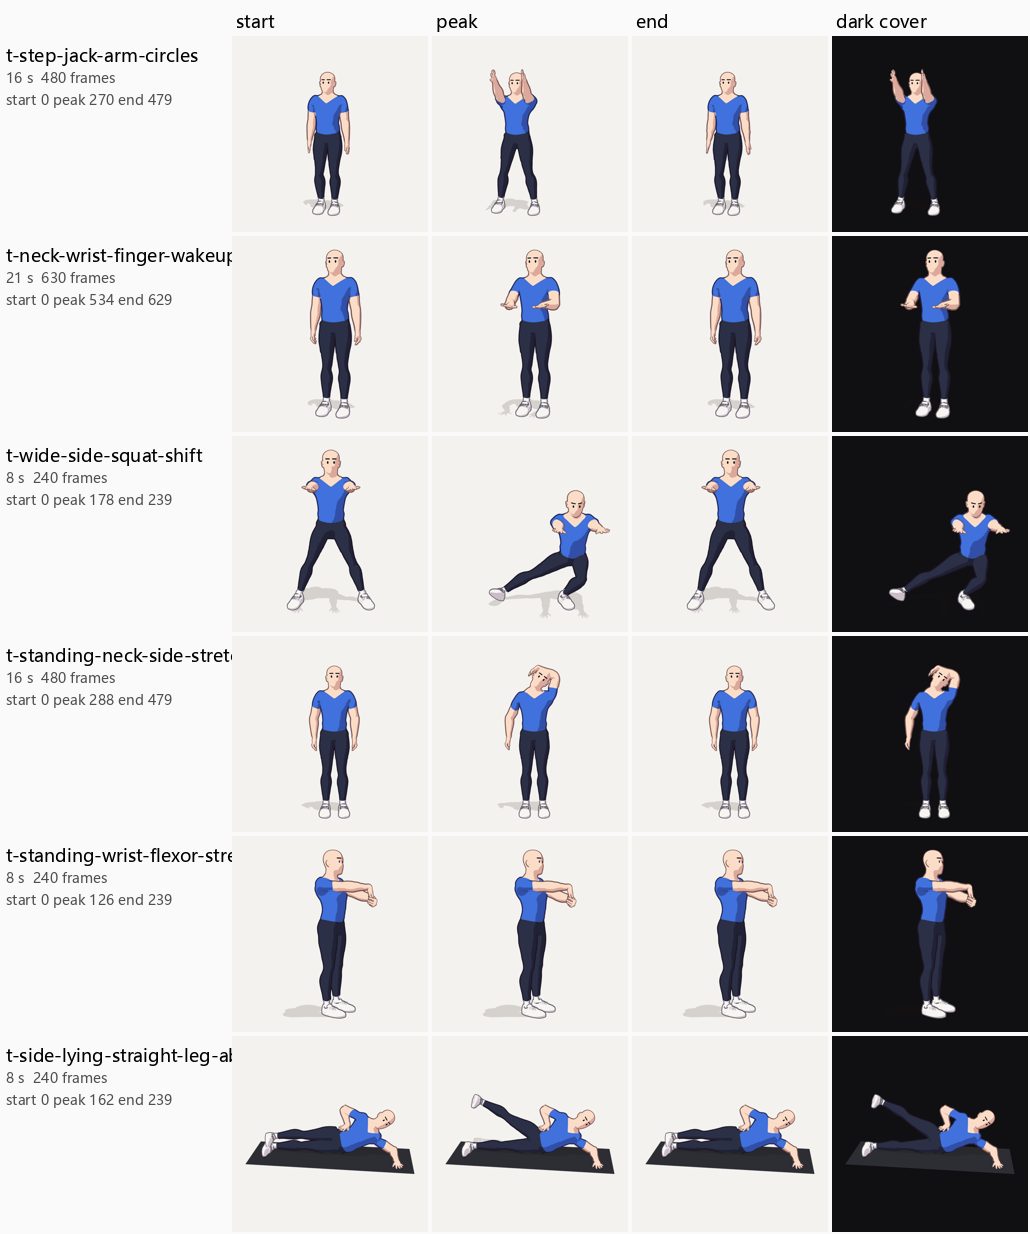 start peak end dark cover
t-step-jack-arm-circles
16 s 480 frames
start 0 peak 270 end 479
t-neck-wrist-finger-wakeup
21 s 630 frames
start 0 peak 534 end 629
t-wide-side-squat-shift
8 s 240 frames
start 0 peak 178 end 239
t-standing-neck-side-stret
16 s 480 frames
start 0 peak 288 end 479
t-standing-wrist-flexor-stre
8 s 240 frames
start 0 peak 126 end 239
t-side-lying-straight-leg-ab
8 s 240 frames
start 0 peak 162 end 239